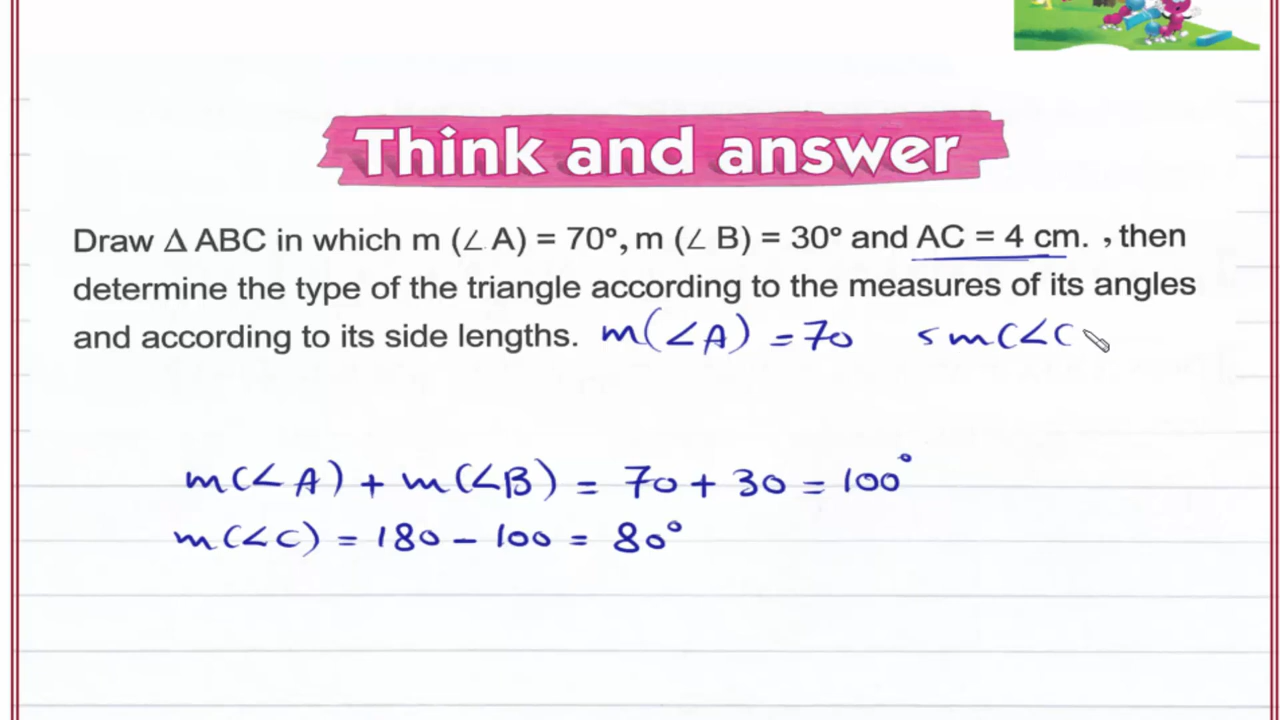 Think and answer
Draw Δ ABC in which m (∠ A) = 70°, m (∠ B) = 30° and AC = 4 cm. , then
determine the type of the triangle according to the measures of its angles
and according to its side lengths. m(∠A) = 70 , m(∠C
m(∠A) + m(∠B) = 70 + 30 = 100°
m(∠C) = 180 - 100 = 80°